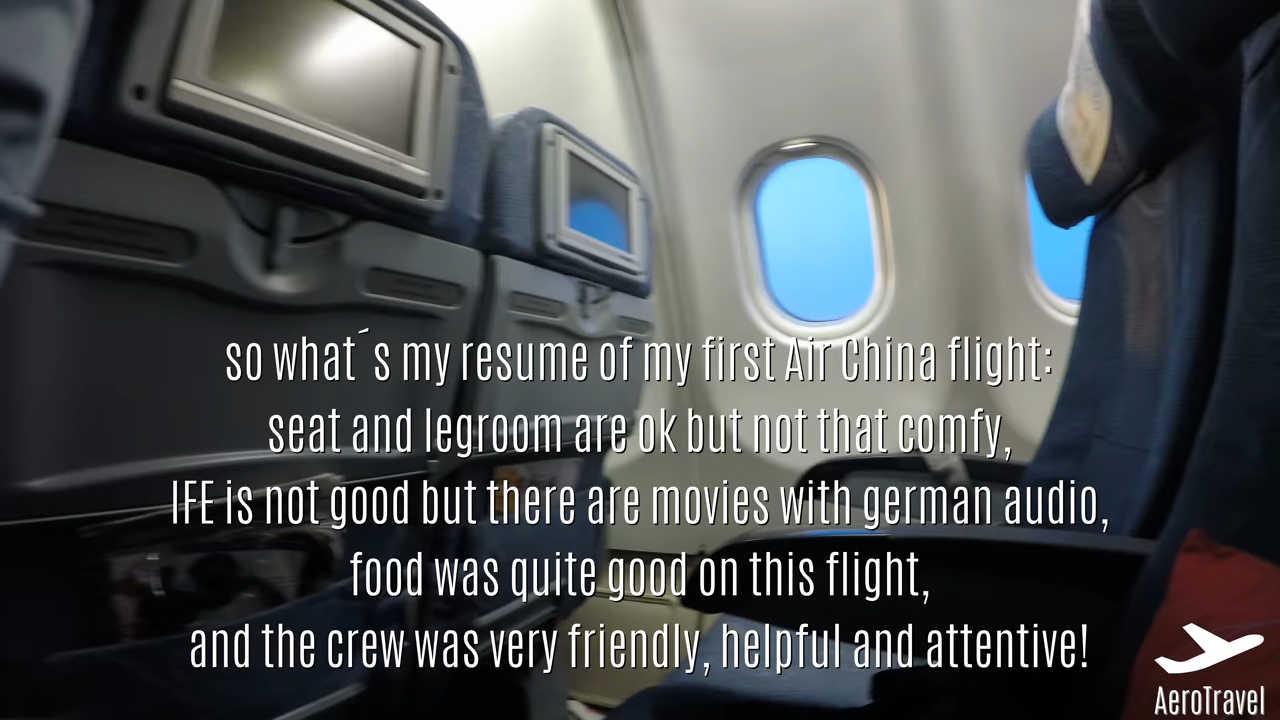 so what´s my resume of my first Air China flight:
seat and legroom are ok but not that comfy,
IFE is not good but there are movies with german audio,
food was quite good on this flight,
and the crew was very friendly, helpful and attentive!
AeroTravel